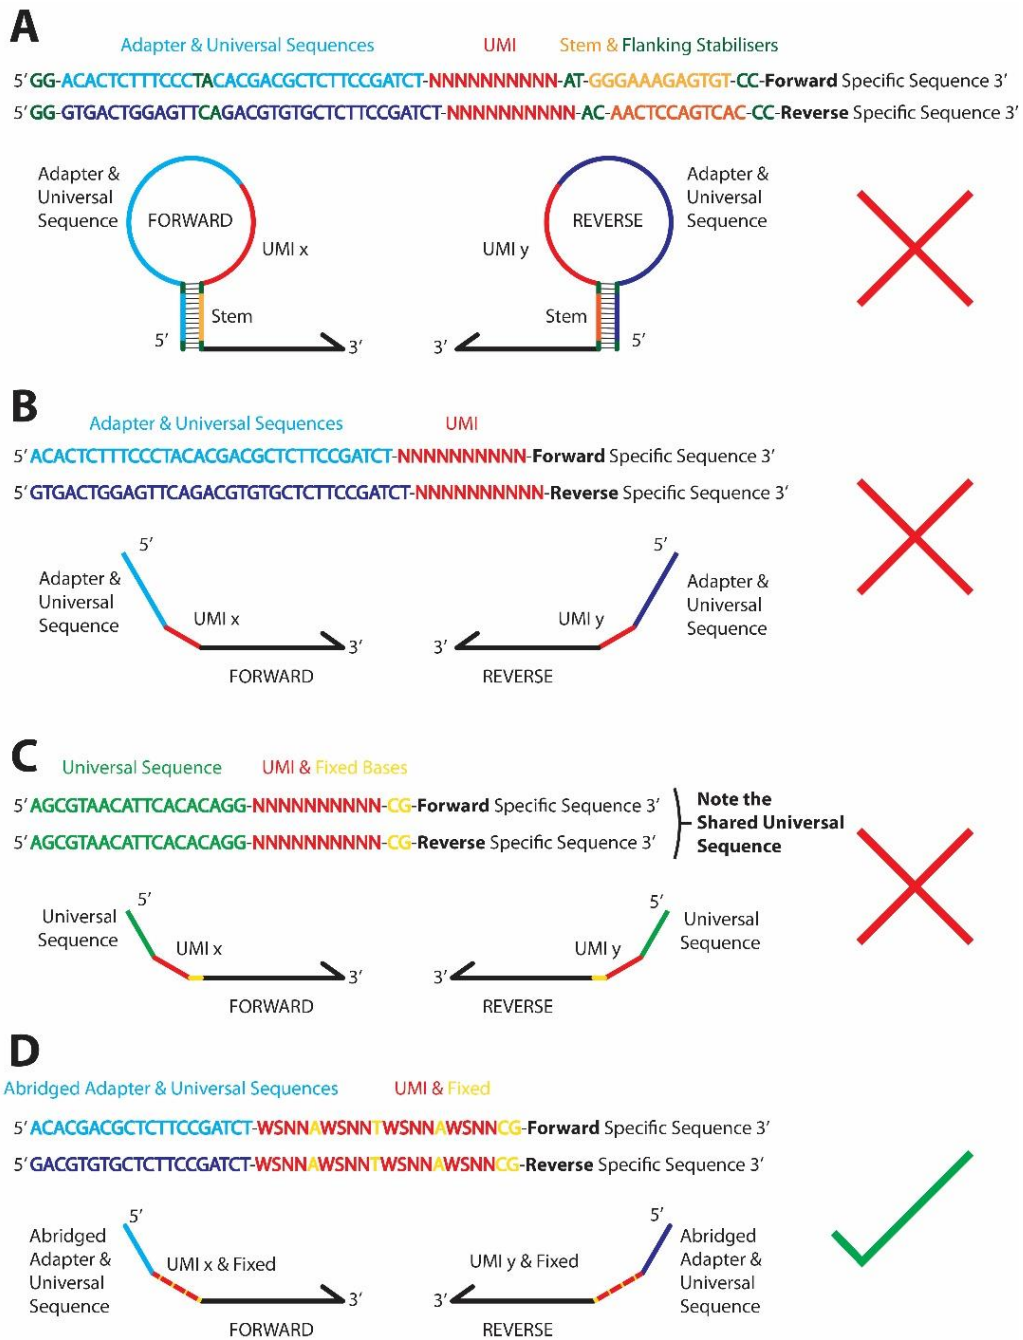 A
Adapter & Universal Sequences UMI Stem & Flanking Stabilisers
5' GG-ACACTCTTTCCCTACACGACGCTCTTCCGATCT-NNNNNNNNNN-AT-GGGAAAGAGTGT-CC-Forward Specific Sequence 3'
5' GG-GTGACTGGAGTTCAGACGTGTGCTCTTCCGATCT-NNNNNNNNNN-AC-AACTCCAGTCAC-CC-Reverse Specific Sequence 3'
Adapter &
Universal
Sequence
FORWARD
UMI x
Stem
5'
3'
REVERSE
UMI y
Adapter &
Universal
Sequence
Stem
5'
3'
B
Adapter & Universal Sequences UMI
5' ACACTCTTTCCCTACACGACGCTCTTCCGATCT-NNNNNNNNNN-Forward Specific Sequence 3'
5' GTGACTGGAGTTCAGACGTGTGCTCTTCCGATCT-NNNNNNNNNN-Reverse Specific Sequence 3'
5'
Adapter &
Universal
Sequence
UMI x
3'
FORWARD
5'
UMI y
Adapter &
Universal
Sequence
3'
REVERSE
C
Universal Sequence UMI & Fixed Bases
5' AGCGTAACATTCACACAGG-NNNNNNNNNN-CG-Forward Specific Sequence 3'
5' AGCGTAACATTCACACAGG-NNNNNNNNNN-CG-Reverse Specific Sequence 3'
Note the
Shared Universal
Sequence
5'
Universal
Sequence
UMI x
3'
FORWARD
5'
UMI y
Universal
Sequence
3'
REVERSE
D
Abridged Adapter & Universal Sequences UMI & Fixed
5' ACACGACGCTCTTCCGATCT-WSNNAWSNNTWSNNAWSNNCG-Forward Specific Sequence 3'
5' GACGTGTGCTCTTCCGATCT-WSNNAWSNNTWSNNAWSNNCG-Reverse Specific Sequence 3'
5'
Abridged
Adapter &
Universal
Sequence
UMI x & Fixed
3'
FORWARD
5'
UMI y & Fixed
Abridged
Adapter &
Universal
Sequence
3'
REVERSE